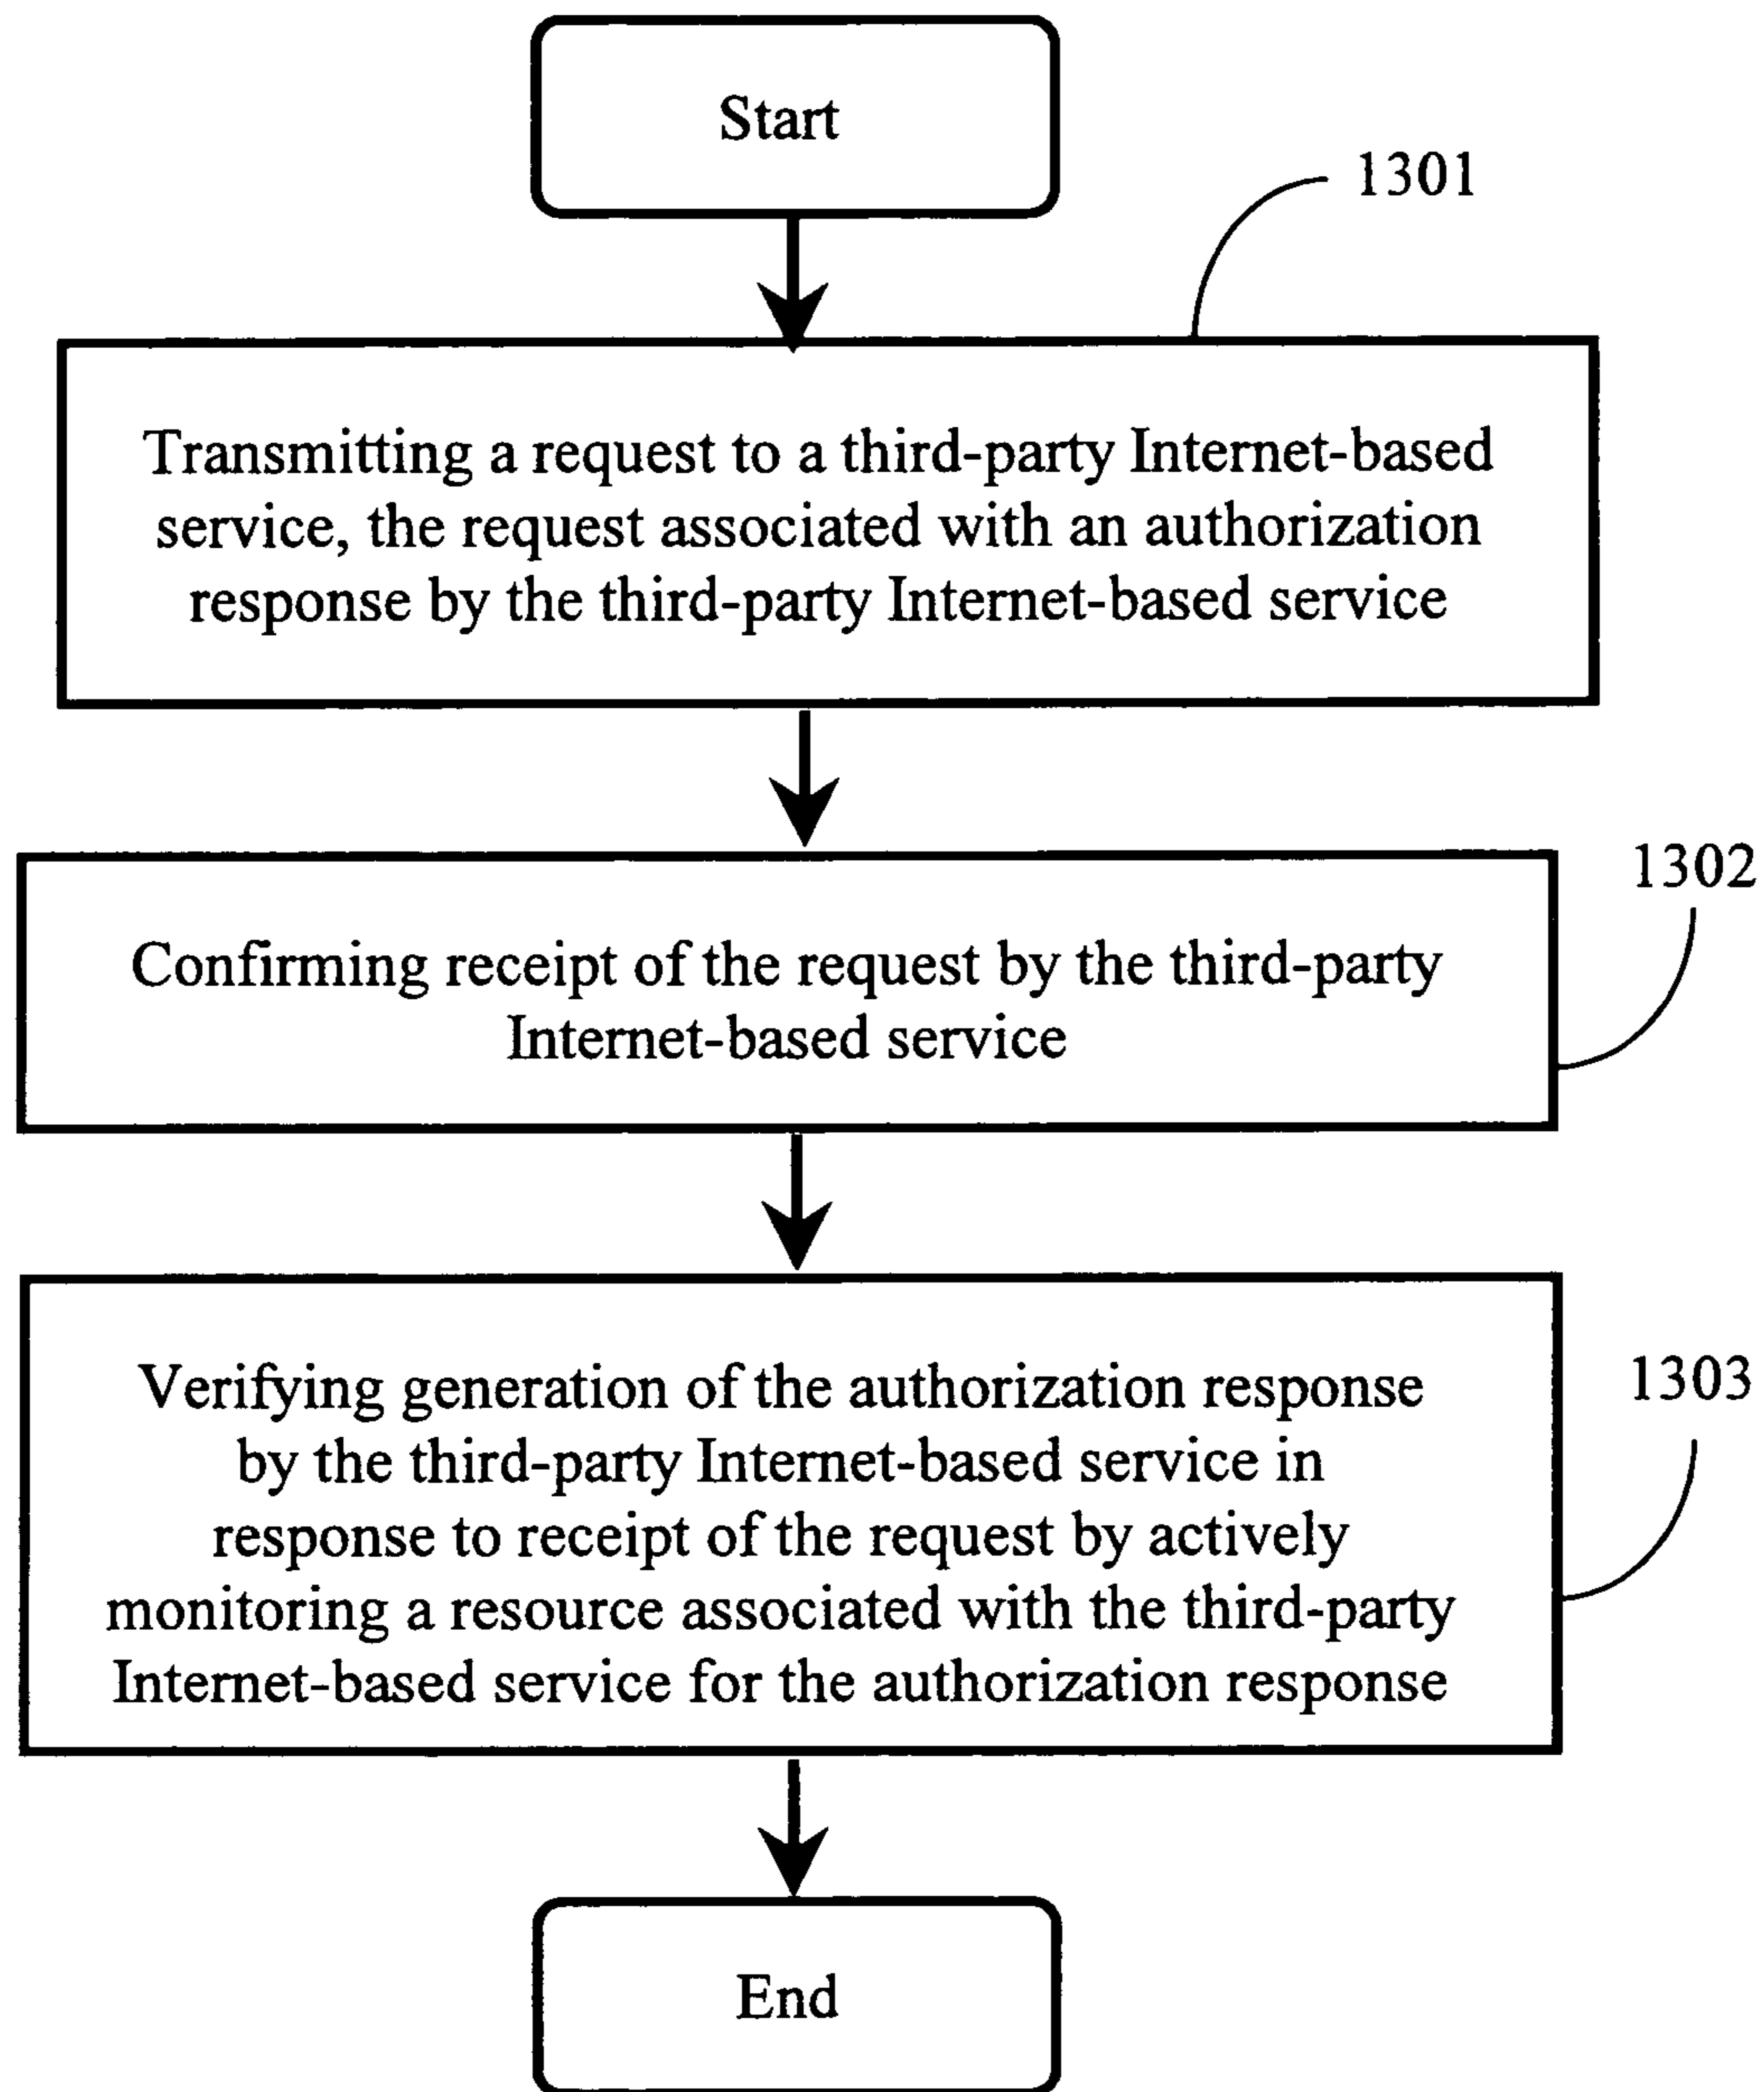 Start
1301
Transmitting a request to a third-party Internet-based
service, the request associated with an authorization
response by the third-party Internet-based service
1302
Confirming receipt of the request by the third-party
Internet-based service
Verifying generation of the authorization response
by the third-party Internet-based service in
response to receipt of the request by actively
monitoring a resource associated with the third-party
Internet-based service for the authorization response
1303
End